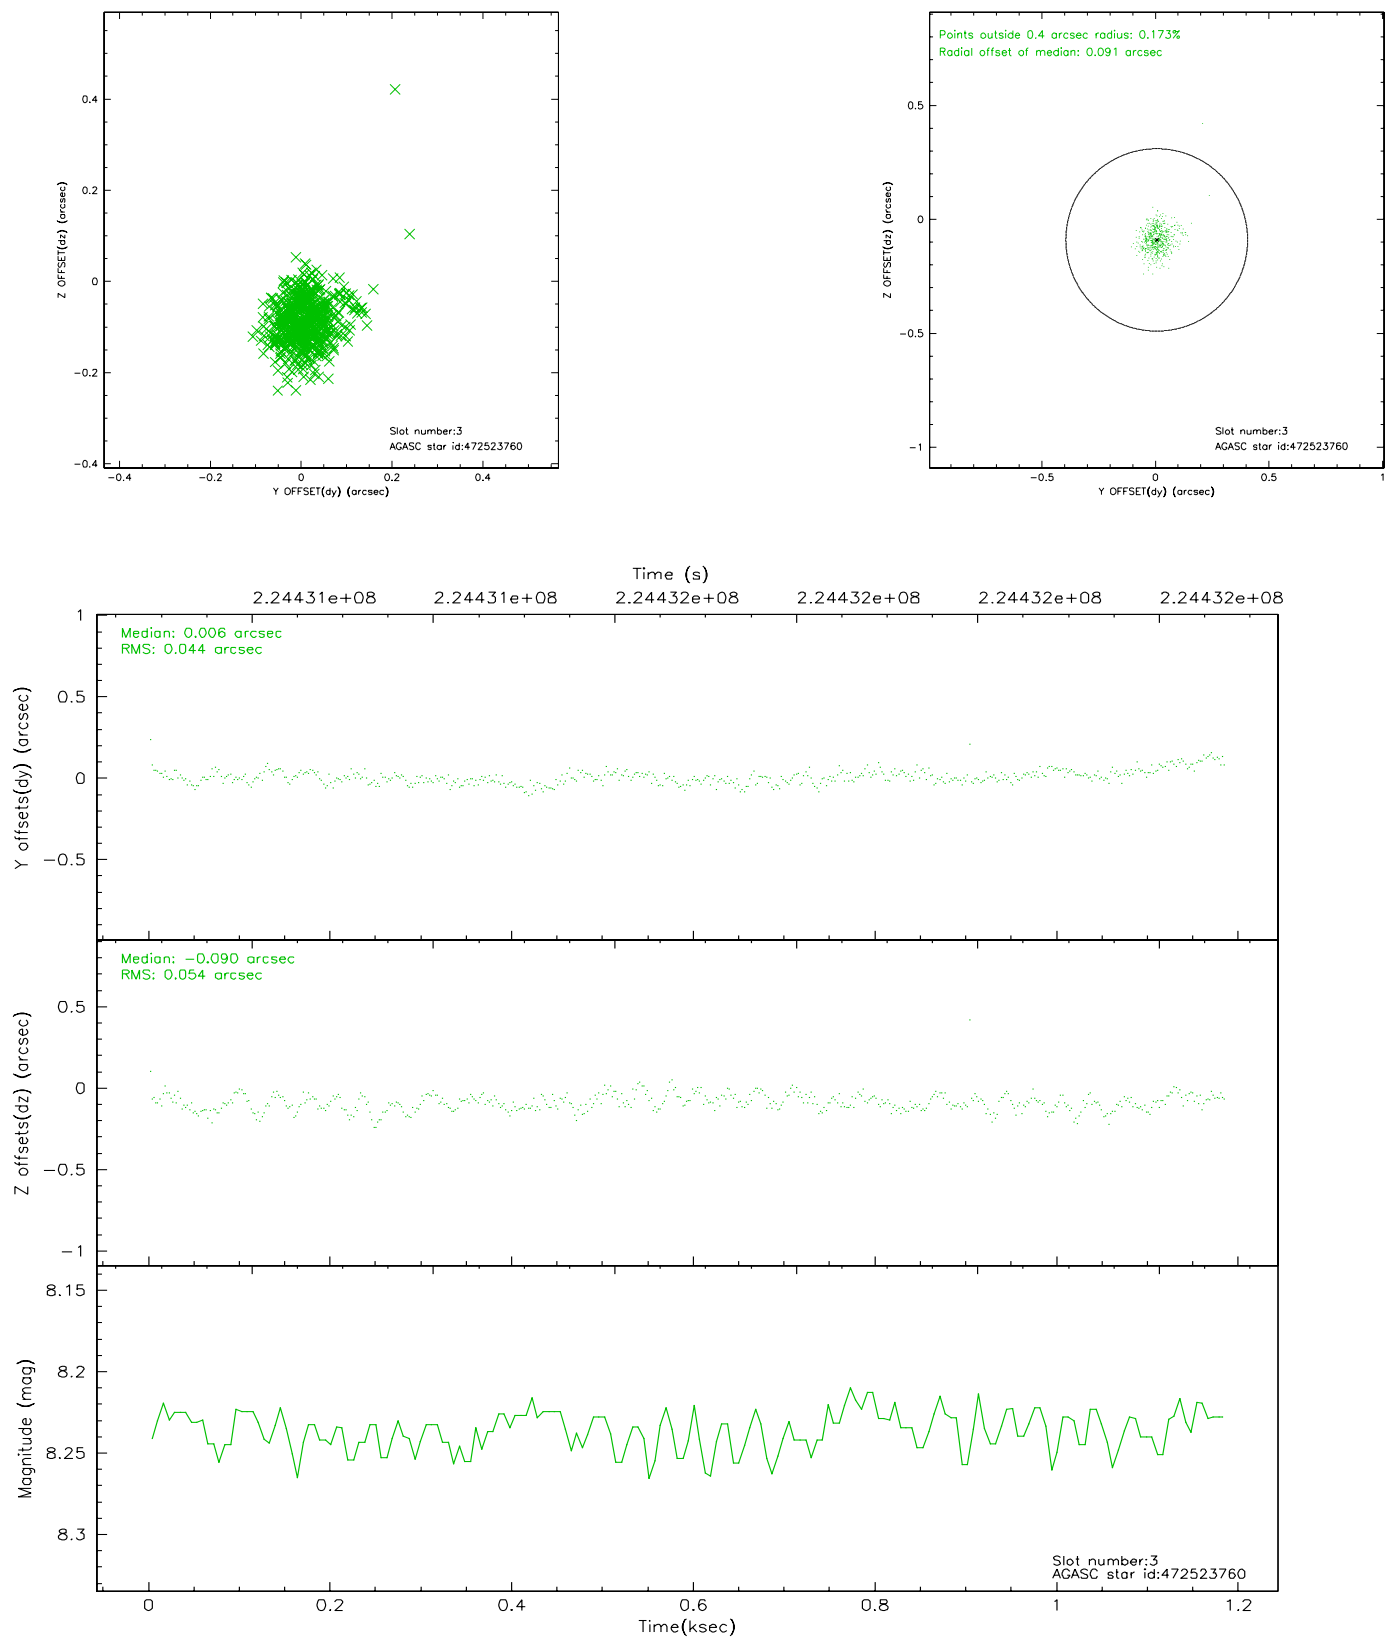 0.4
0.2
0
−0.2
−0.4
Z OFFSET(dz) (arcsec)
−0.4
−0.2
0
0.2
0.4
Y OFFSET(dy) (arcsec)
Slot number:3
AGASC star id:472523760
Points outside 0.4 arcsec radius: 0.173%
Radial offset of median: 0.091 arcsec
0.5
0
−0.5
−1
Z OFFSET(dz) (arcsec)
−0.5
0
0.5
1
Y OFFSET(dy) (arcsec)
Slot number:3
AGASC star id:472523760
Time (s)
2.24431e+08
2.24431e+08
2.24432e+08
2.24432e+08
2.24432e+08
2.24432e+08
Median: 0.006 arcsec
RMS: 0.044 arcsec
1
0.5
0
−0.5
Y offsets(dy) (arcsec)
Median: −0.090 arcsec
RMS: 0.054 arcsec
0.5
0
−0.5
−1
Z offsets(dz) (arcsec)
8.15
8.2
8.25
8.3
Magnitude (mag)
Slot number:3
AGASC star id:472523760
0
0.2
0.4
0.6
0.8
1
1.2
Time(ksec)